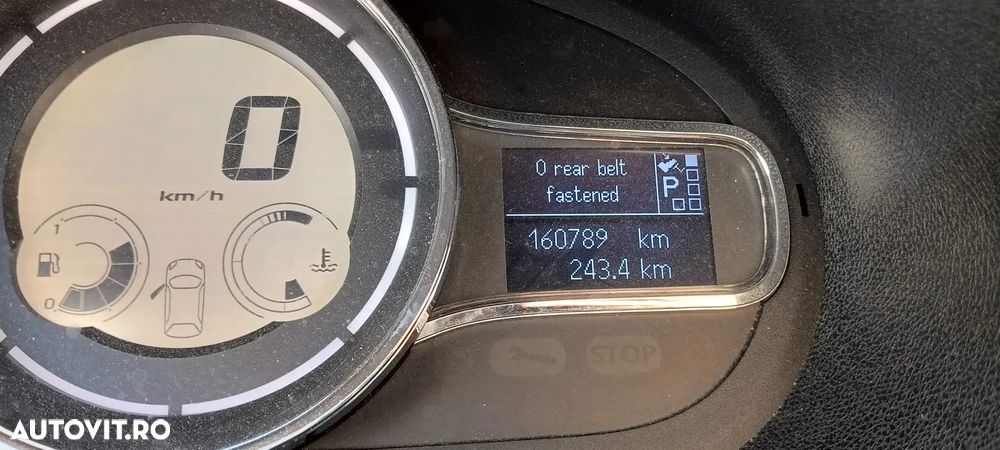 0
km/h
1
0
0 rear belt
fastened
P
160789 km
243.4 km
STOP
AUTOVIT.RO